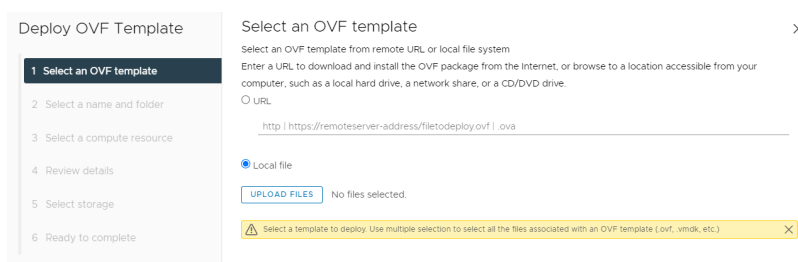 Deploy OVF Template
1 Select an OVF template
2 Select a name and folder
3 Select a compute resource
4 Review details
5 Select storage
6 Ready to complete
Select an OVF template
Select an OVF template from remote URL or local file system
Enter a URL to download and install the OVF package from the Internet, or browse to a location accessible from your
computer, such as a local hard drive, a network share, or a CD/DVD drive.
URL
http | https://remoteserver-address/filetodeploy.ovf | .ova
Local file
UPLOAD FILES No files selected.
Select a template to deploy. Use multiple selection to select all the files associated with an OVF template (.ovf, .vmdk, etc.)